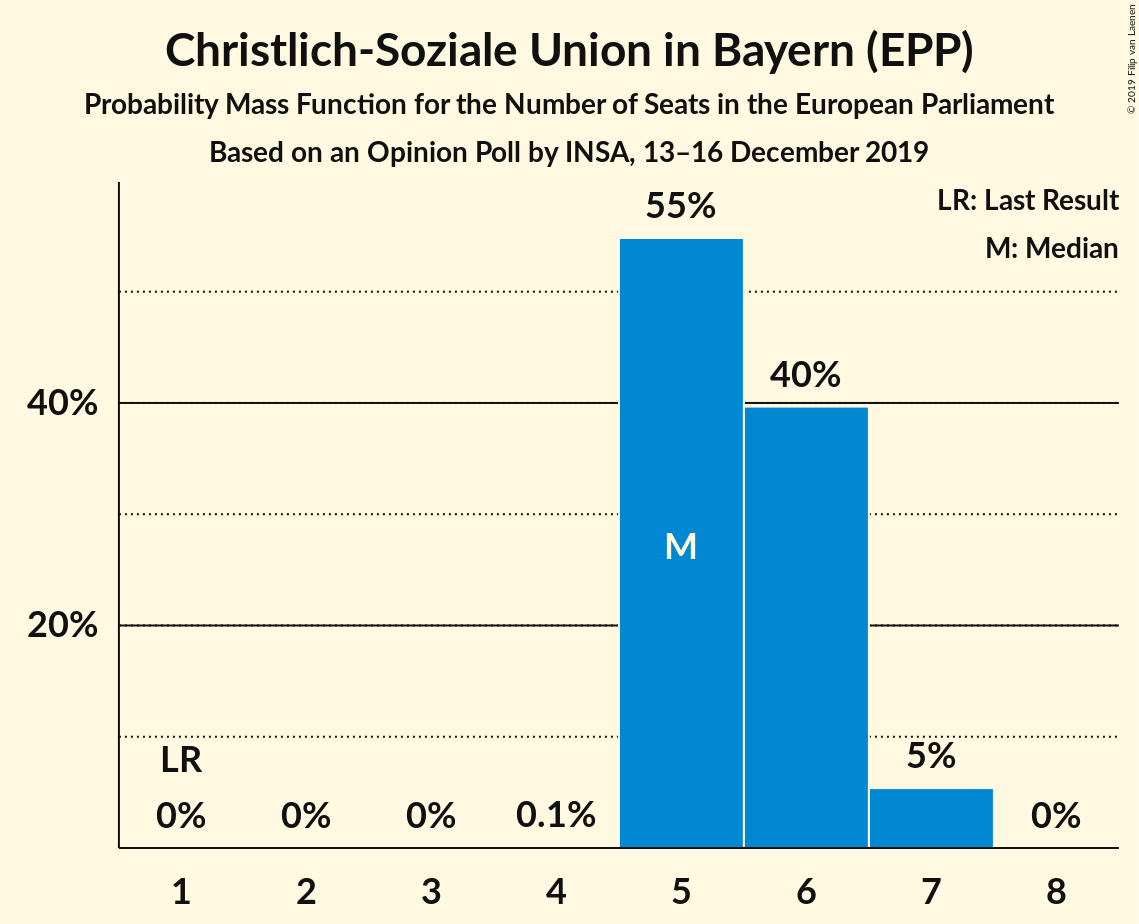 Christlich-Soziale Union in Bayern (EPP)
Probability Mass Function for the Number of Seats in the European Parliament
Based on an Opinion Poll by INSA, 13–16 December 2019
© 2019 Filip van Laenen
LR: Last Result
M: Median
55%
40%
40%
M
20%
LR
5%
0%
0%
0%
0.1%
0%
1
2
3
4
5
6
7
8